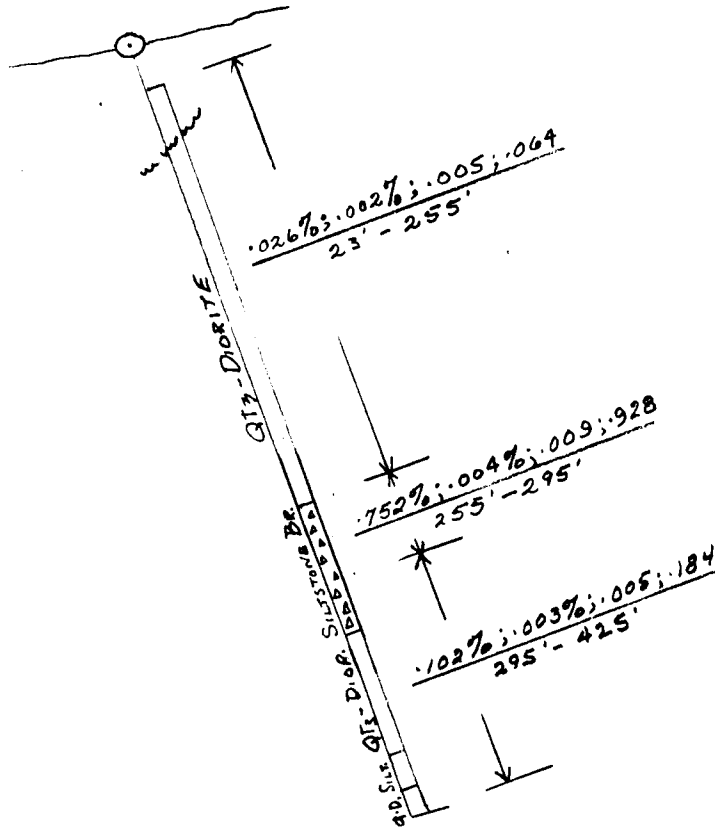 .026%; .002%; .005; .064
23' - 255'
QTZ - DIORITE
.752%; .004%; .009; .928
255' - 295'
SILTSTONE BR.
.102%; .003%; .005; .184
295' - 425'
QTZ - DIOR.
SILT.
Q.D.